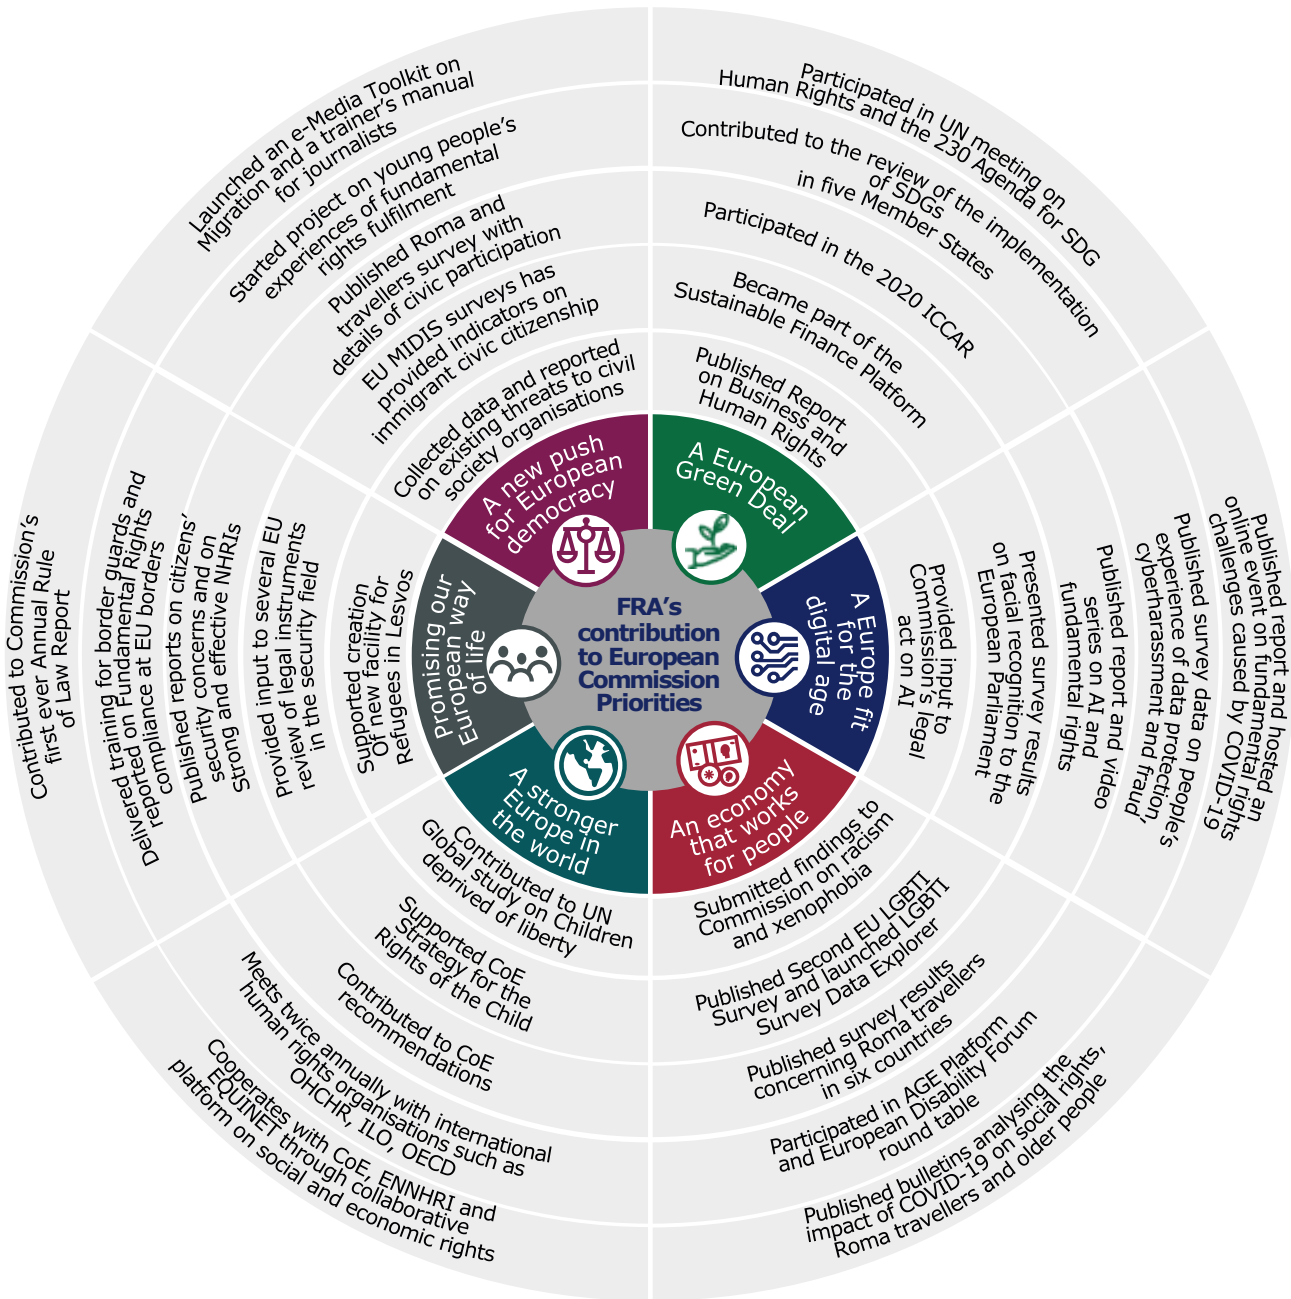 FRA's
contribution
to European
Commission
Priorities
A European
Green Deal
Published Report
on Business and
Human Rights
Became part of the
Sustainable Finance Platform
Participated in the 2020 ICCAR
Contributed to the review of the implementation
of SDGs
in five Member States
Participated in UN meeting on
Human Rights and the 230 Agenda for SDG
A Europe fit
for the
digital age
Provided input to
Commission's legal
act on AI
Presented survey results
on facial recognition to the
European Parliament
Published report and video
series on AI and
fundamental rights
Published survey data on people's
experience of data protection,
cyberharassment and fraud,
Published report and hosted an
online event on fundamental rights
challenges caused by COVID-19
An economy
that works
for people
Submitted findings to
Commission on racism
and xenophobia
Published Second EU LGBTI
Survey and launched LGBTI
Survey Data Explorer
Published survey results
concerning Roma travellers
in six countries
Participated in AGE Platform
and European Disability Forum
round table
Published bulletins analysing the
impact of COVID-19 on social rights,
Roma travellers and older people
A stronger
Europe in
the world
Contributed to UN
Global study on Children
deprived of liberty
Supported CoE
Strategy for the
Rights of the Child
Contributed to CoE
recommendations
Meets twice annually with international
human rights organisations such as
OHCHR, ILO, OECD
Cooperates with CoE, ENNHRI and
EQUINET through collaborative
platform on social and economic rights
Promising our
European way
of life
Supported creation
Of new facility for
Refugees in Lesvos
Provided input to several EU
review of legal instruments
in the security field
Published reports on citizens'
security concerns and on
Strong and effective NHRIs
Delivered training for border guards and
reported on Fundamental Rights
compliance at EU borders
Contributed to Commission's
first ever Annual Rule
of Law Report
A new push
for European
democracy
Collected data and reported
on existing threats to civil
society organisations
EU MIDIS surveys has
provided indicators on
immigrant civic citizenship
Published Roma and
travellers survey with
details of civic participation
Started project on young people's
experiences of fundamental
rights fulfilment
Launched an e-Media Toolkit on
Migration and a trainer's manual
for journalists